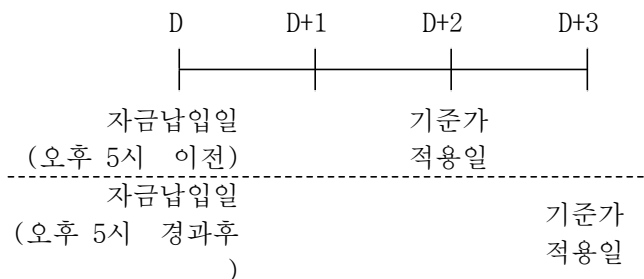 D D+1 D+2 D+3
자금납입일 기준가
(오후 5시 이전) 적용일
자금납입일
(오후 5시 경과후
)
기준가
적용일